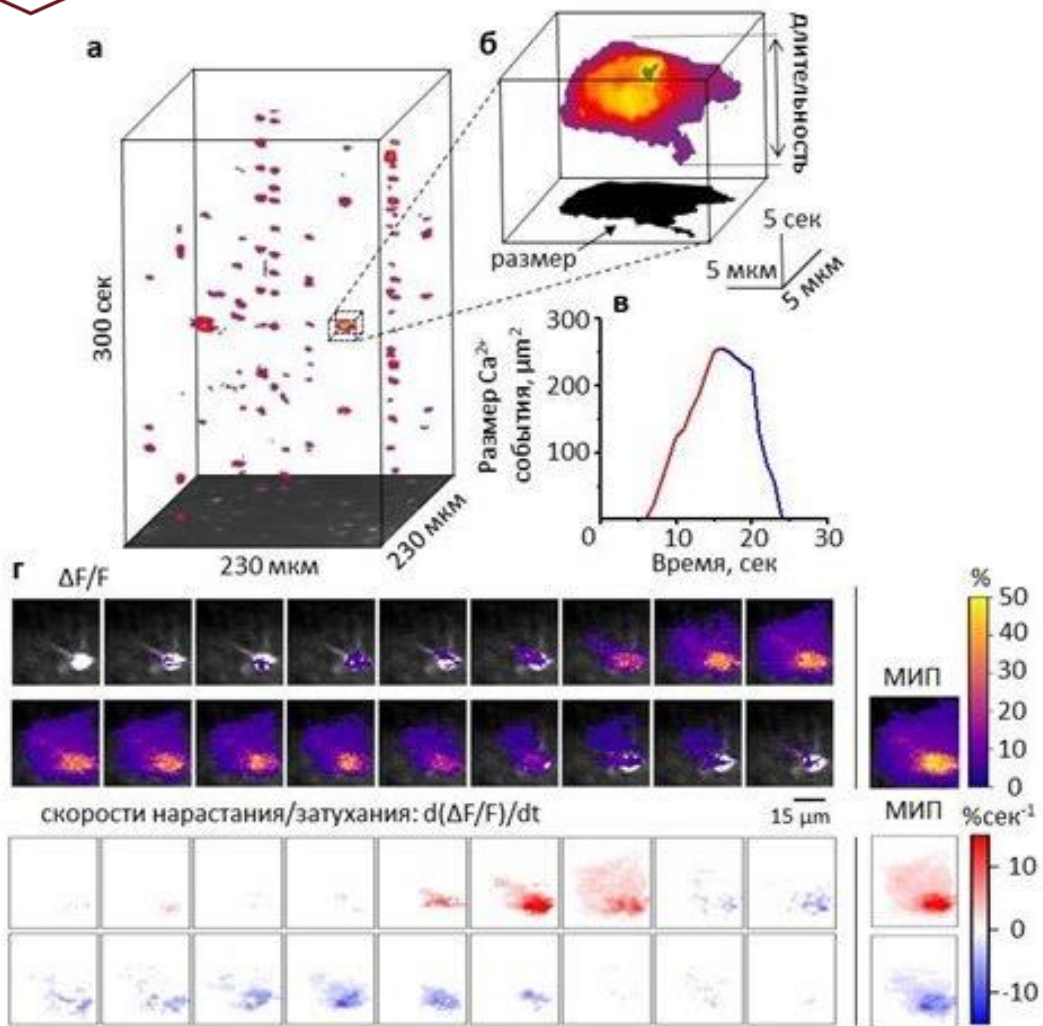 а
300 сек
230 мкм
230 мкм
б
длительность
размер
5 сек
5 мкм
5 мкм
в
Размер Ca²⁺
события, µm²
300
200
100
0
10
20
30
Время, сек
г
ΔF/F
%
50
40
30
20
10
0
МИП
скорости нарастания/затухания: d(ΔF/F)/dt
15 µm
МИП
%сек⁻¹
10
0
-10